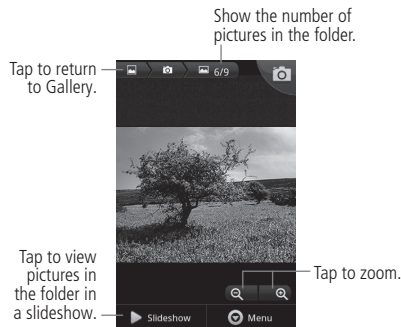 Show the number of
pictures in the folder.
Tap to return
to Gallery.
6/9
Tap to view
pictures in
the folder in
a slideshow.
Tap to zoom.
Slideshow
Menu